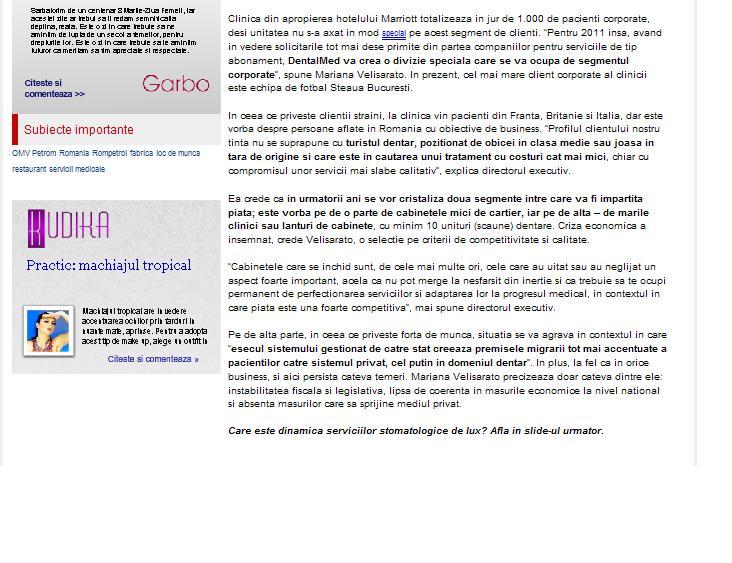 Sarbatorim de un centenar 8 Martie-Ziua Femeii, iar
acestei zile ar trebui sa ii redam semnificatia
deplina, reala. Este o zi in care trebuie sa ne
amintim de lupta de un secol a femeilor, pentru
drepturile lor. Este o zi in care trebuie sa le amintim
tuturor ca meritam sa fim apreciate si respectate.
Citeste si
comenteaza >>
Garbo
Subiecte importante
OMV Petrom Romania Rompetrol fabrica loc de munca
restaurant servicii medicale
KUDIKA
Practic: machiajul tropical
Machiajul tropical are in vedere
accentuarea ochilor prin farduri in
nuante mate, aprinse. Pentru a adopta
acest tip de make up, alege un outfit in
Citeste si comenteaza »
Clinica din apropierea hotelului Marriott totalizeaza in jur de 1.000 de pacienti corporate,
desi unitatea nu s-a axat in mod special pe acest segment de clienti. “Pentru 2011 insa, avand
in vedere solicitarile tot mai dese primite din partea companiilor pentru serviciile de tip
abonament, DentalMed va crea o divizie speciala care se va ocupa de segmentul
corporate”, spune Mariana Velisarato. In prezent, cel mai mare client corporate al clinicii
este echipa de fotbal Steaua Bucuresti.
In ceea ce priveste clientii straini, la clinica vin pacienti din Franta, Britanie si Italia, dar este
vorba despre persoane aflate in Romania cu obiective de business. “Profilul clientului nostru
tinta nu se suprapune cu turistul dentar, pozitionat de obicei in clasa medie sau joasa in
tara de origine si care este in cautarea unui tratament cu costuri cat mai mici, chiar cu
compromisul unor servicii mai slabe calitativ”, explica directorul executiv.
Ea crede ca in urmatorii ani se vor cristaliza doua segmente intre care va fi impartita
piata; este vorba pe de o parte de cabinetele mici de cartier, iar pe de alta – de marile
clinici sau lanturi de cabinete, cu minim 10 unituri (scaune) dentare. Criza economica a
insemnat, crede Velisarato, o selectie pe criterii de competitivitate si calitate.
“Cabinetele care se inchid sunt, de cele mai multe ori, cele care au uitat sau au neglijat un
aspect foarte important, acela ca nu pot merge la nesfarsit din inertie si ca trebuie sa te ocupi
permanent de perfectionarea serviciilor si adaptarea lor la progresul medical, in contextul in
care piata este una foarte competitiva”, mai spune directorul executiv.
Pe de alta parte, in ceea ce priveste forta de munca, situatia se va agrava in contextul in care
“esecul sistemului gestionat de catre stat creeaza premisele migrarii tot mai accentuate a
pacientilor catre sistemul privat, cel putin in domeniul dentar”. In plus, la fel ca in orice
business, si aici persista cateva temeri. Mariana Velisarato precizeaza doar cateva dintre ele:
instabilitatea fiscala si legislativa, lipsa de coerenta in masurile economice la nivel national
si absenta masurilor care sa sprijine mediul privat.
Care este dinamica serviciilor stomatologice de lux? Afla in slide-ul urmator.